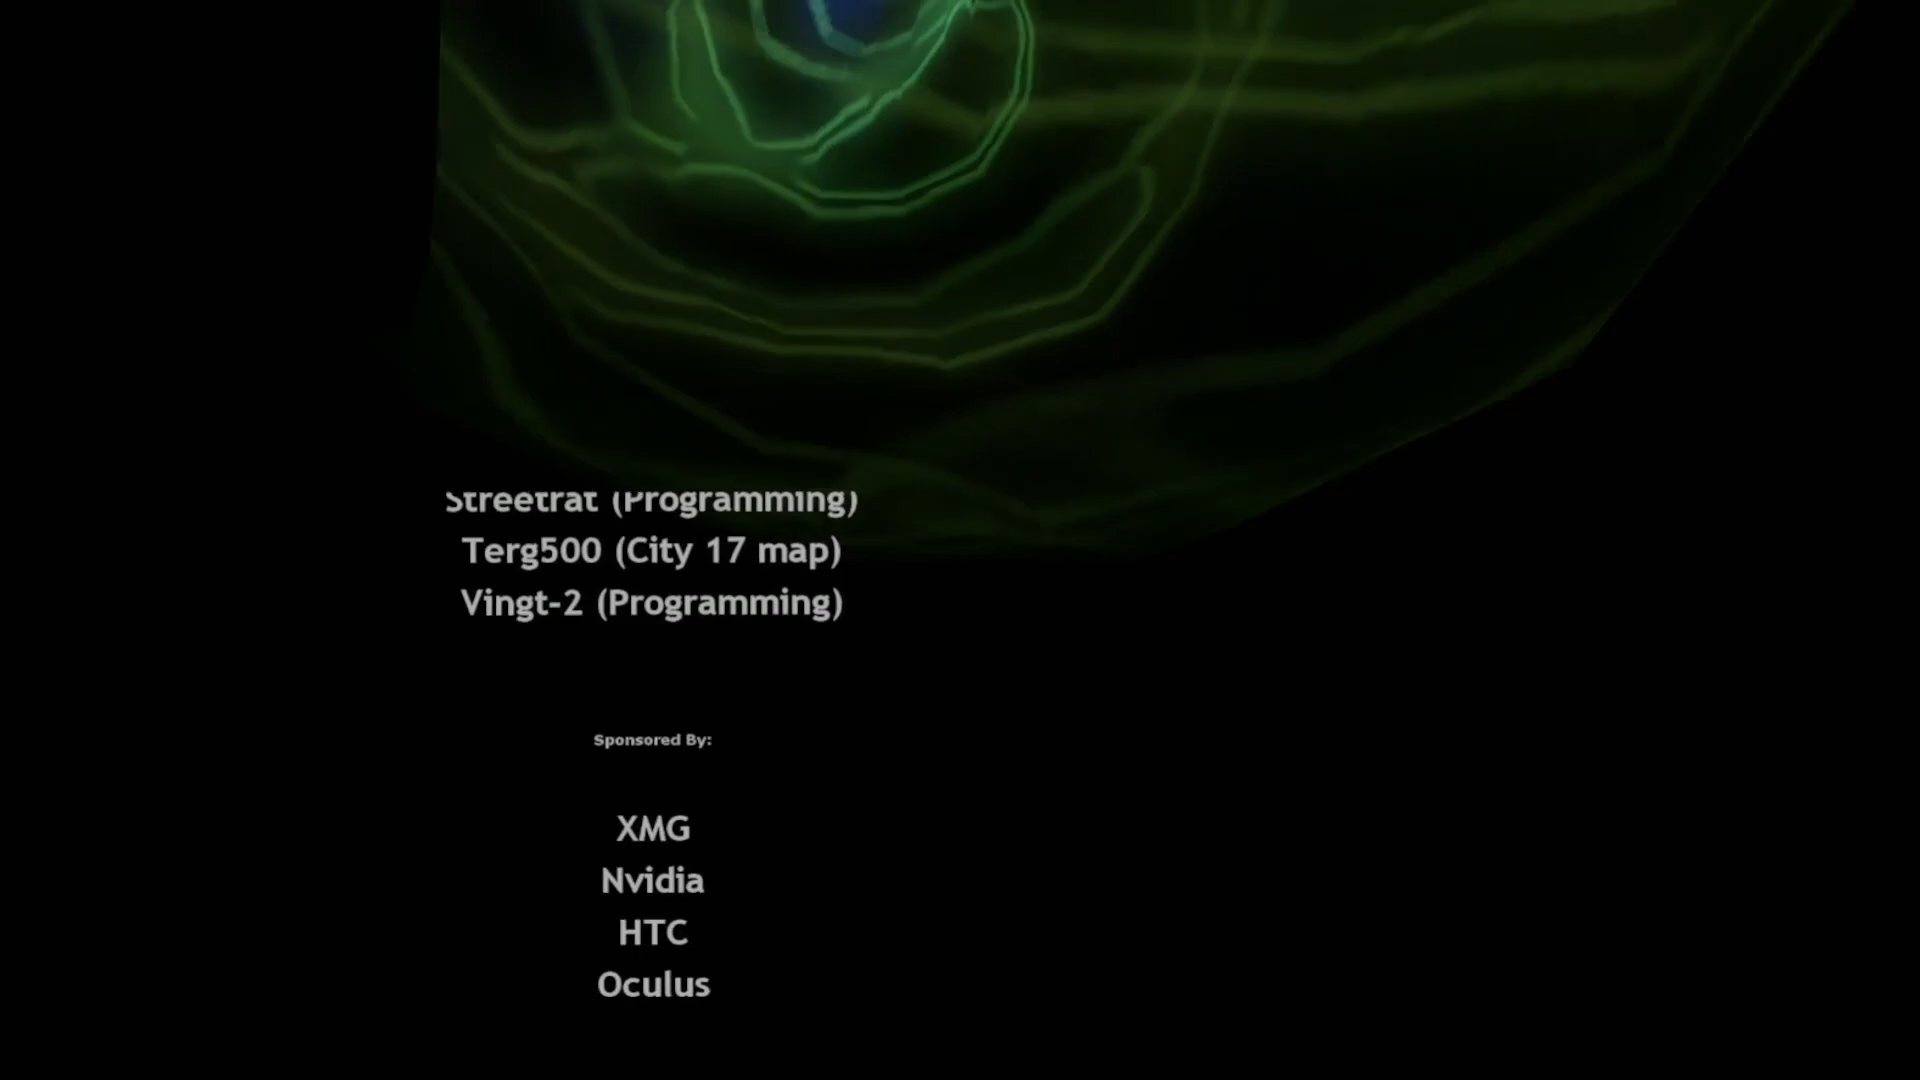 Streetrat (Programming)
Terg500 (City 17 map)
Vingt-2 (Programming)
Sponsored By:
XMG
Nvidia
HTC
Oculus